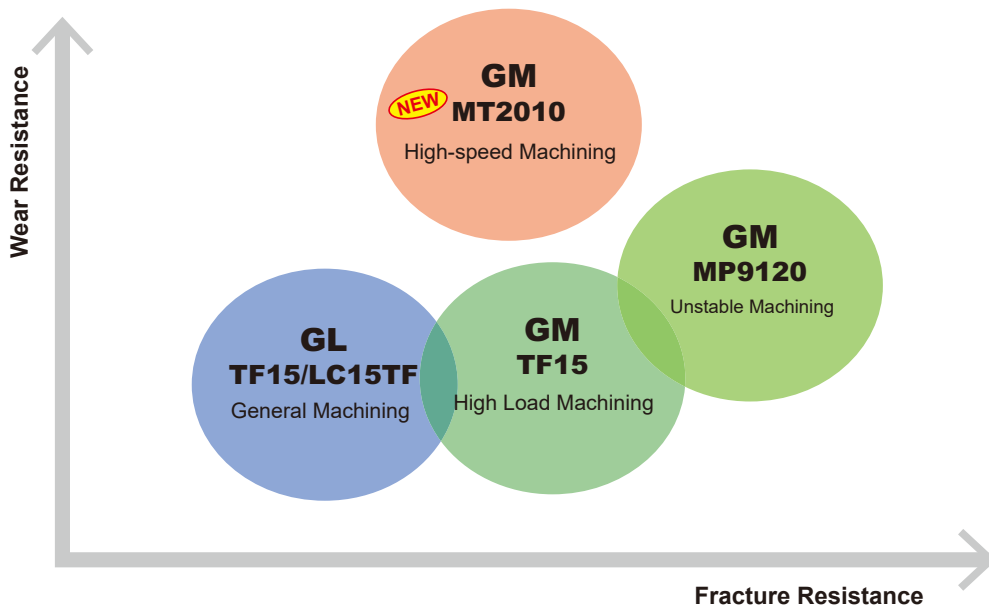 Wear Resistance
NEW
GM
MT2010
High-speed Machining
GM
MP9120
Unstable Machining
GL
TF15/LC15TF
General Machining
GM
TF15
High Load Machining
Fracture Resistance